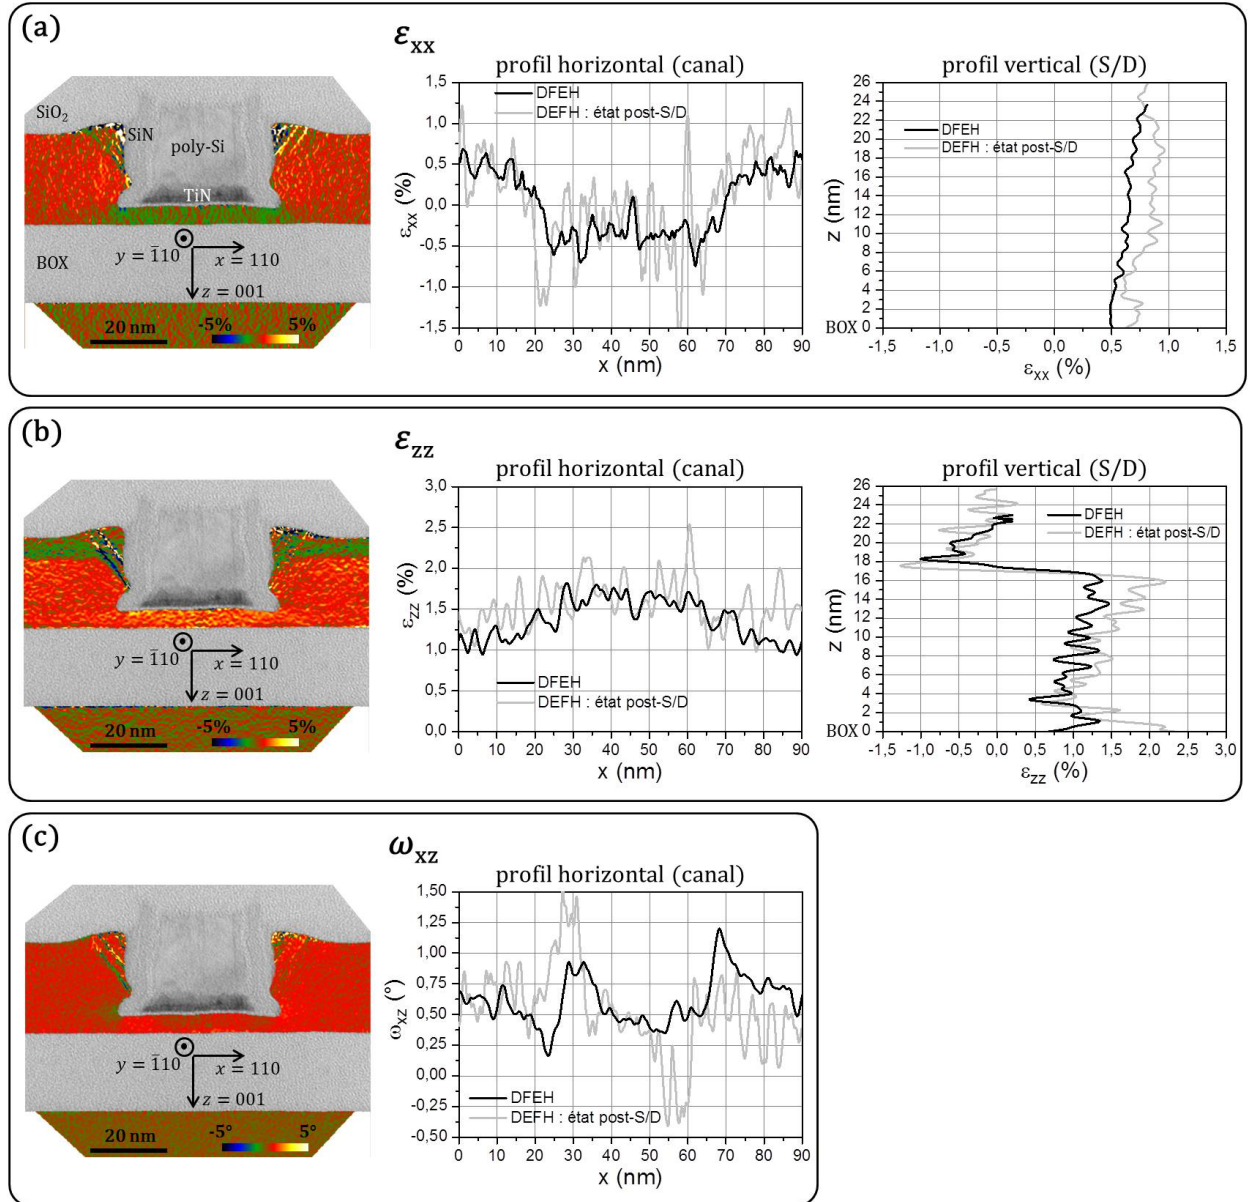 (a)
SiO₂
SiN
poly-Si
TiN
BOX
y = 1̅10
x = 110
z = 001
20 nm
-5%
5%
εxx
profil horizontal (canal)
DFEH
DEFH : état post-S/D
1,5
1,0
0,5
0,0
-0,5
-1,0
-1,5
εxx (%)
0 10 20 30 40 50 60 70 80 90
x (nm)
profil vertical (S/D)
DFEH
DEFH : état post-S/D
26
24
22
20
18
16
14
12
10
8
6
4
2
BOX 0
z (nm)
-1,5 -1,0 -0,5 0,0 0,5 1,0 1,5
εxx (%)
(b)
y = 1̅10
x = 110
z = 001
20 nm
-5%
5%
εzz
profil horizontal (canal)
3,0
2,5
2,0
1,5
1,0
0,5
0,0
εzz (%)
DFEH
DEFH : état post-S/D
0 10 20 30 40 50 60 70 80 90
x (nm)
profil vertical (S/D)
DFEH
DEFH : état post-S/D
26
24
22
20
18
16
14
12
10
8
6
4
2
BOX 0
z (nm)
-1,5 -1,0 -0,5 0,0 0,5 1,0 1,5 2,0 2,5 3,0
εzz (%)
(c)
y = 1̅10
x = 110
z = 001
20 nm
-5°
5°
ωxz
profil horizontal (canal)
1,50
1,25
1,00
0,75
0,50
0,25
0,00
-0,25
-0,50
ωxz (°)
DFEH
DEFH : état post-S/D
0 10 20 30 40 50 60 70 80 90
x (nm)